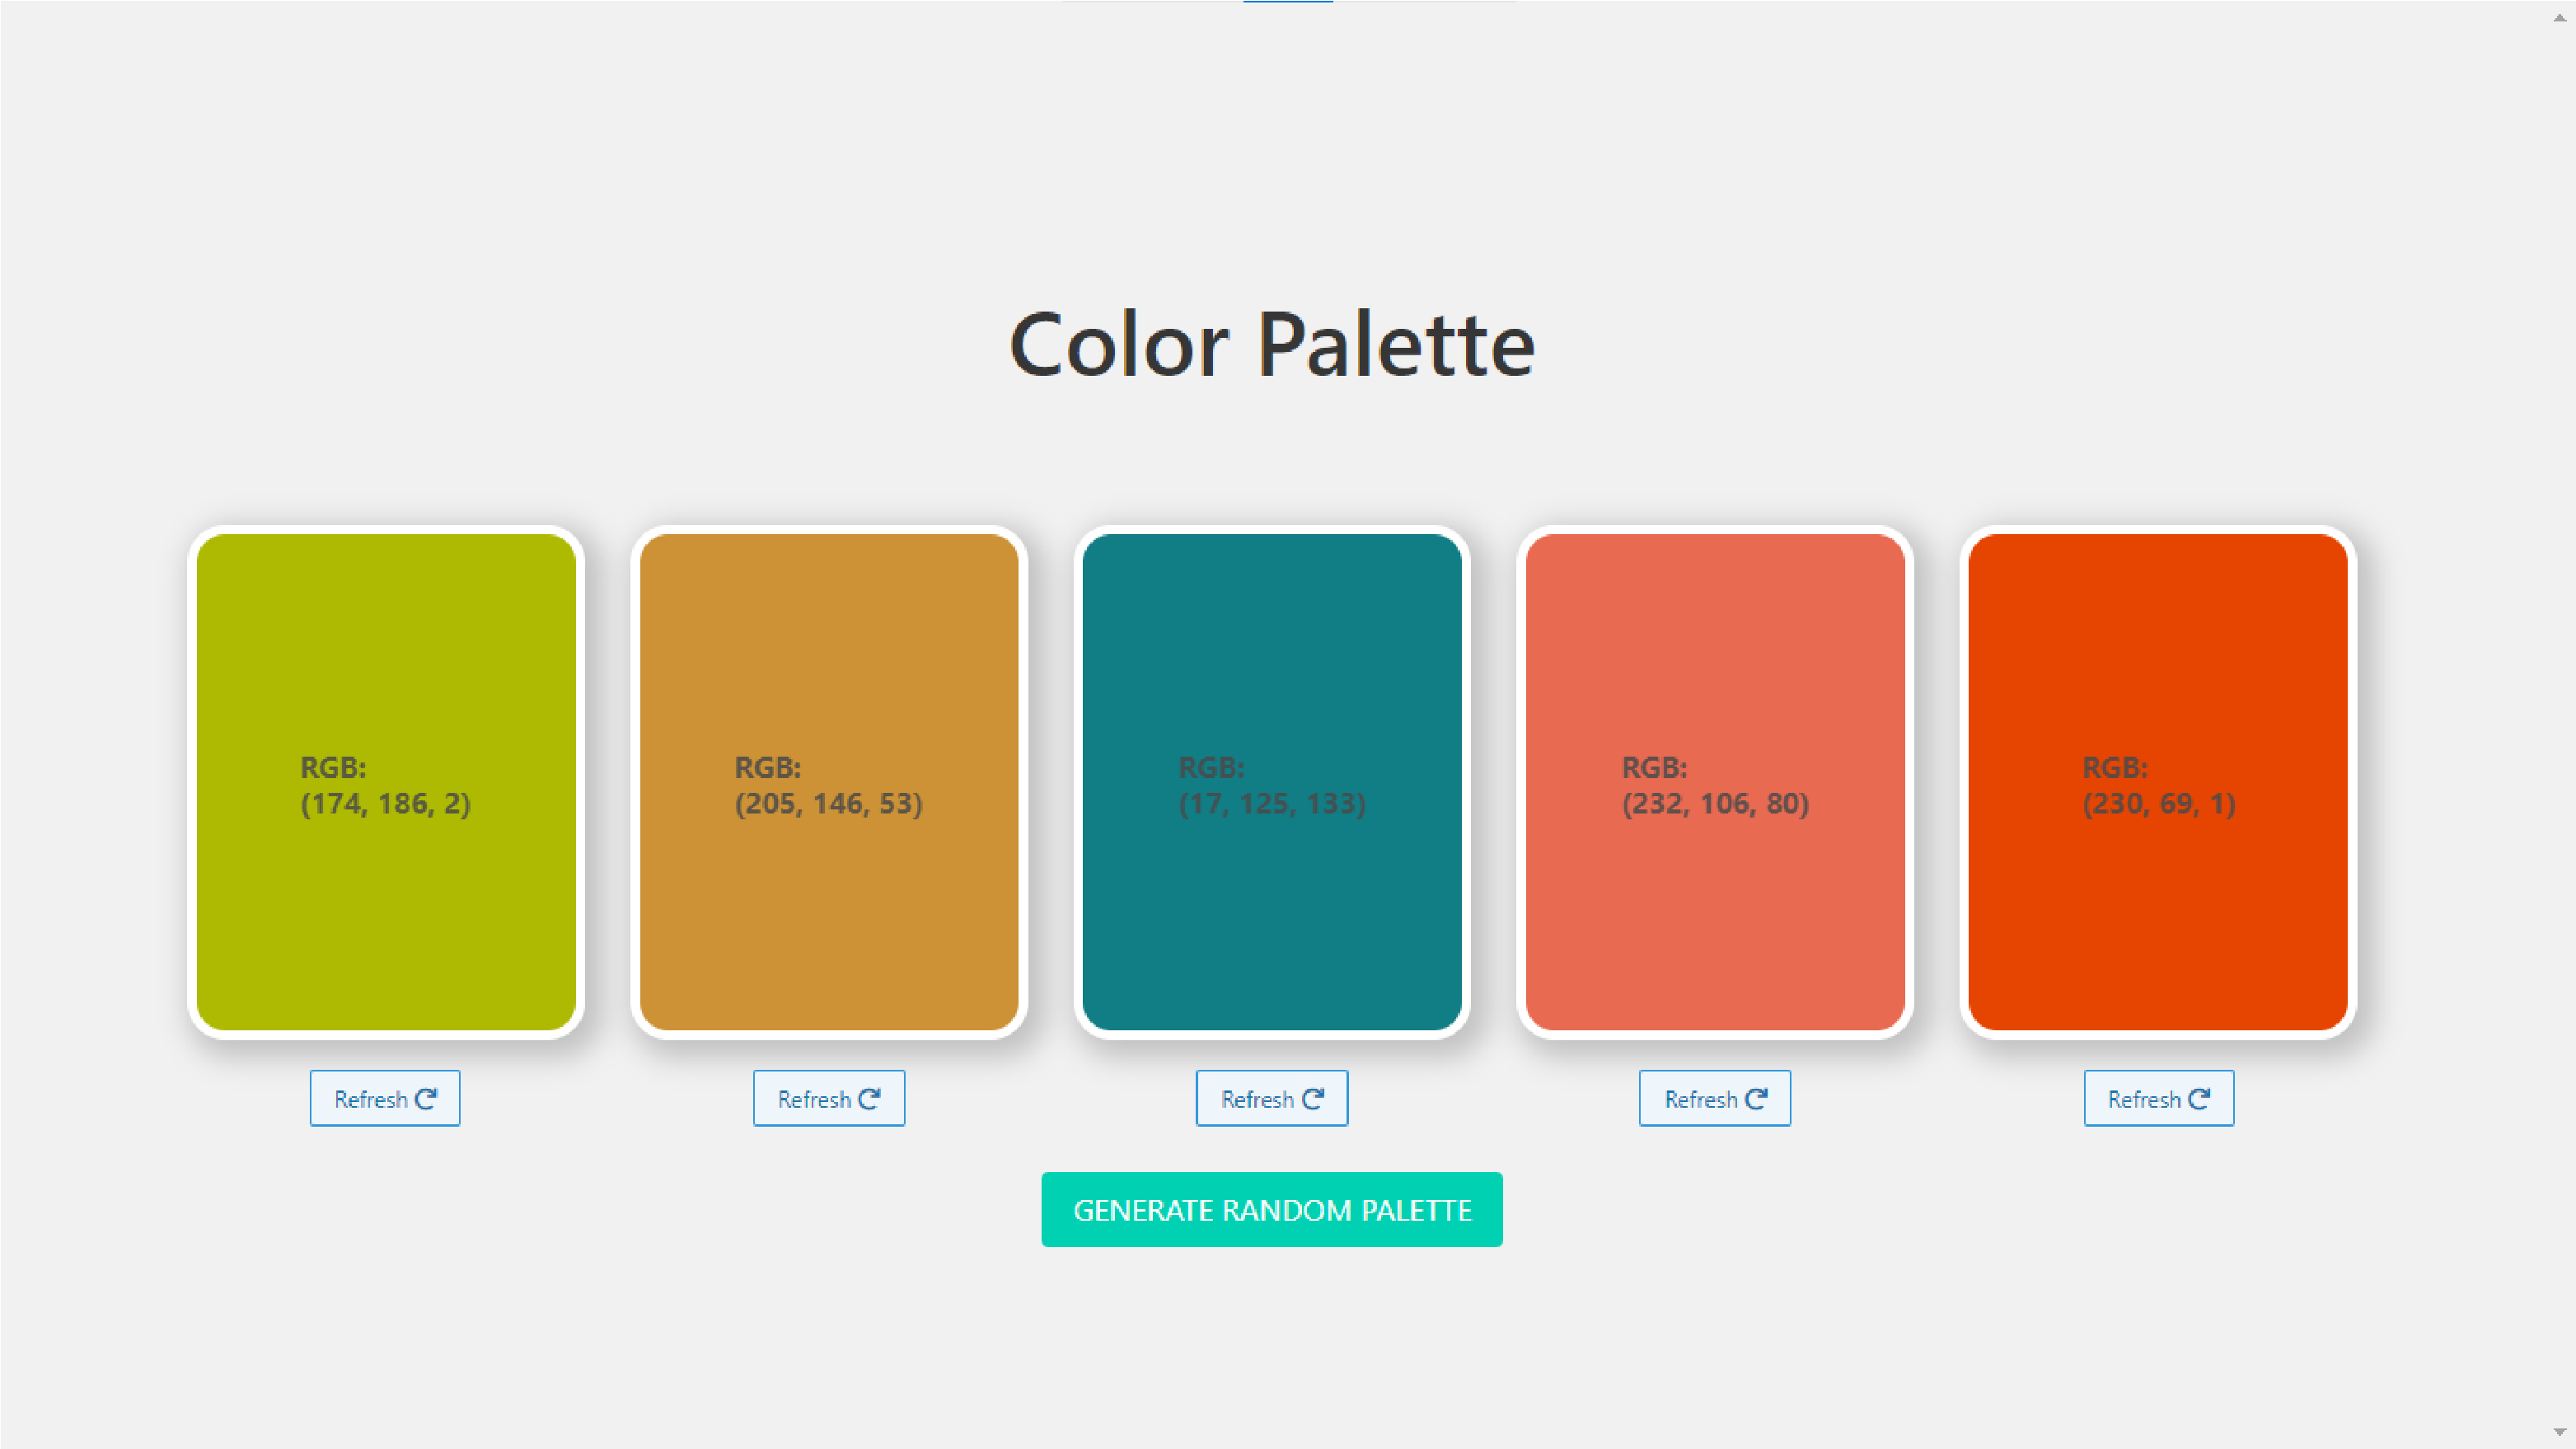 Color Palette
RGB:
(174, 186, 2)
RGB:
(205, 146, 53)
RGB:
(17, 125, 133)
RGB:
(232, 106, 80)
RGB:
(230, 69, 1)
Refresh
Refresh
Refresh
Refresh
Refresh
GENERATE RANDOM PALETTE